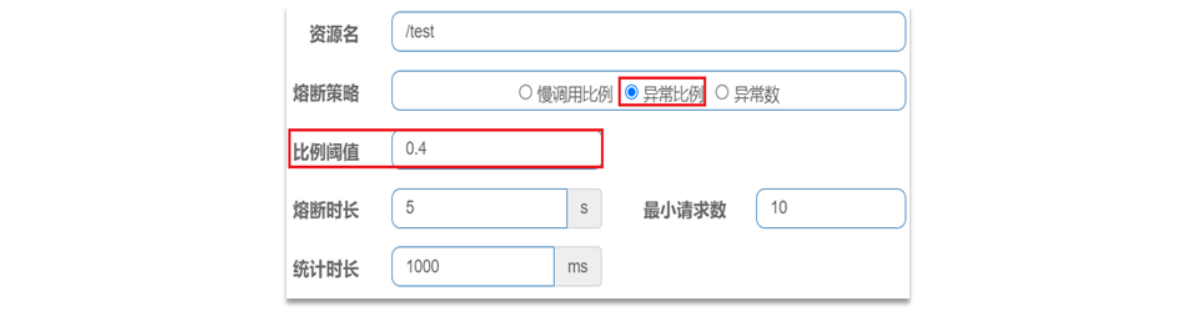 资源名 /test
熔断策略 慢调用比例 异常比例 异常数
比例阈值 0.4
熔断时长 5 s 最小请求数 10
统计时长 1000 ms